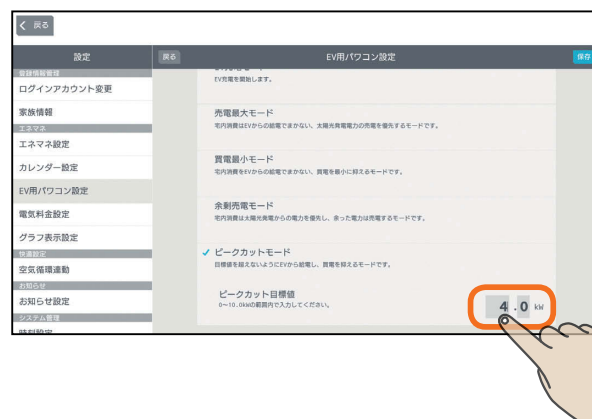 戻る
設定
戻る
EV用パワコン設定
保存
登録情報管理
ログインアカウント変更
家族情報
エネマネ
エネマネ設定
カレンダー設定
EV用パワコン設定
電気料金設定
グラフ表示設定
快適設定
空気循環連動
お知らせ
お知らせ設定
システム管理
時刻設定
EV充電を開始します。
売電最大モード
宅内消費はEVからの給電でまかない、太陽光発電電力の売電を優先するモードです。
買電最小モード
宅内消費をEVからの給電でまかない、買電を最小に抑えるモードです。
余剰売電モード
宅内消費は太陽光発電からの電力を優先し、余った電力は売電するモードです。
ピークカットモード
目標値を超えないようにEVから給電し、買電を抑えるモードです。
ピークカット目標値
0〜10.0kWの範囲内で入力してください。
4.0 kW